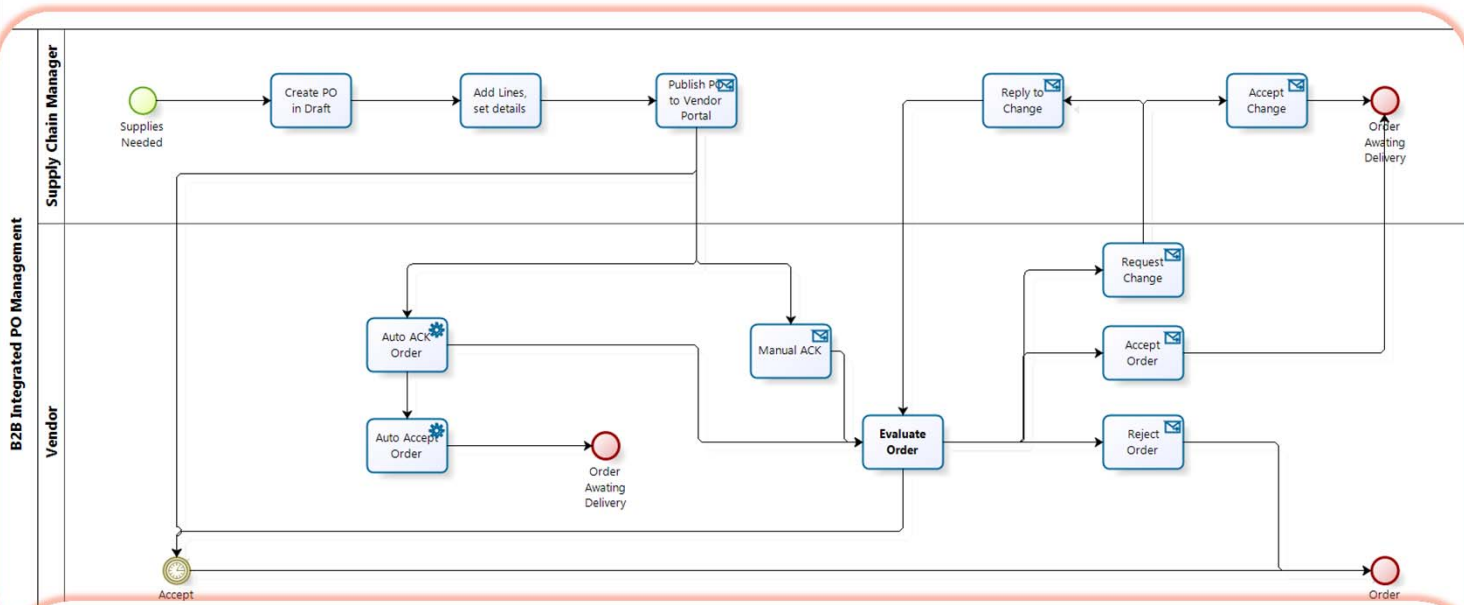 B2B Integrated PO Management
Supply Chain Manager
Supplies
Needed
Create PO
in Draft
Add Lines,
set details
Publish PO
to Vendor
Portal
Reply to
Change
Accept
Change
Order
Awating
Delivery
Vendor
Request
Change
Auto ACK
Order
Manual ACK
Accept
Order
Auto Accept
Order
Order
Awating
Delivery
Evaluate
Order
Reject
Order
Accept
Order